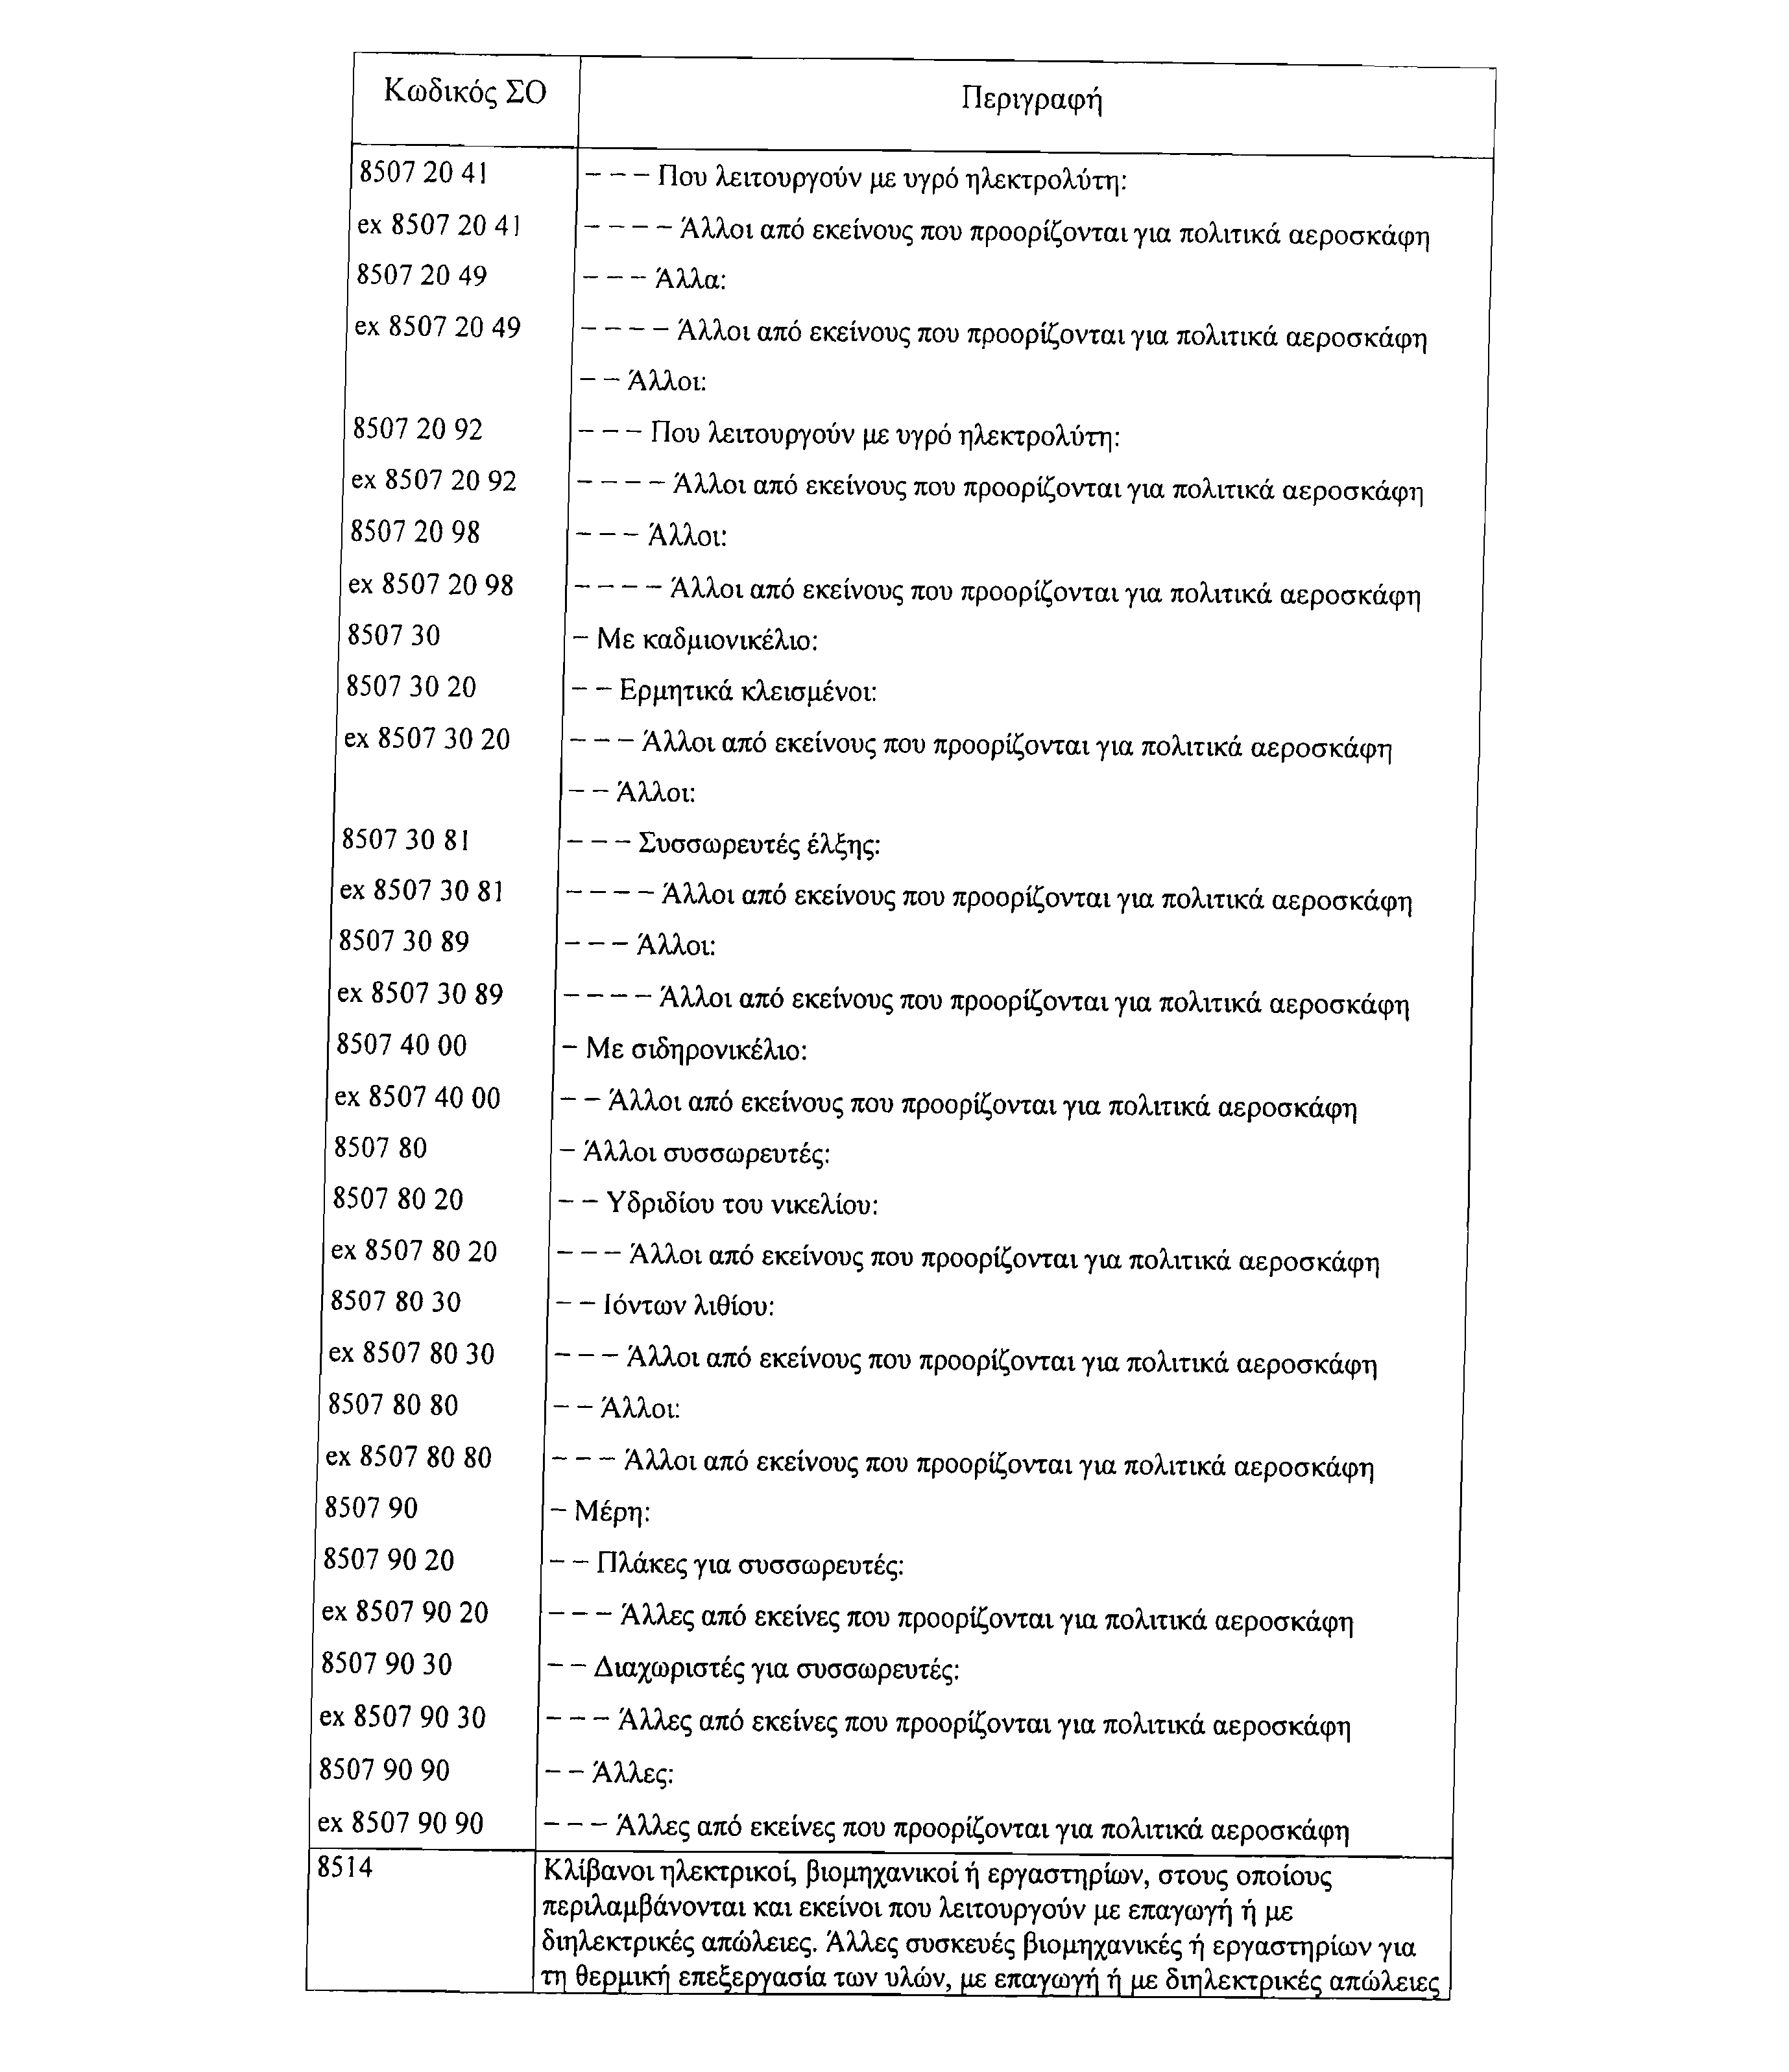 Κωδικός ΣΟ Περιγραφή
8507 20 41 – – – Που λειτουργούν με υγρό ηλεκτρολύτη:
ex 8507 20 41 – – – – Άλλοι από εκείνους που προορίζονται για πολιτικά αεροσκάφη
8507 20 49 – – – Άλλα:
ex 8507 20 49 – – – – Άλλοι από εκείνους που προορίζονται για πολιτικά αεροσκάφη
– – Άλλοι:
8507 20 92 – – – Που λειτουργούν με υγρό ηλεκτρολύτη:
ex 8507 20 92 – – – – Άλλοι από εκείνους που προορίζονται για πολιτικά αεροσκάφη
8507 20 98 – – – Άλλοι:
ex 8507 20 98 – – – – Άλλοι από εκείνους που προορίζονται για πολιτικά αεροσκάφη
8507 30 – Με καδμιονικέλιο:
8507 30 20 – – Ερμητικά κλεισμένοι:
ex 8507 30 20 – – – Άλλοι από εκείνους που προορίζονται για πολιτικά αεροσκάφη
– – Άλλοι:
8507 30 81 – – – Συσσωρευτές έλξης:
ex 8507 30 81 – – – – Άλλοι από εκείνους που προορίζονται για πολιτικά αεροσκάφη
8507 30 89 – – – Άλλοι:
ex 8507 30 89 – – – – Άλλοι από εκείνους που προορίζονται για πολιτικά αεροσκάφη
8507 40 00 – Με σιδηρονικέλιο:
ex 8507 40 00 – – Άλλοι από εκείνους που προορίζονται για πολιτικά αεροσκάφη
8507 80 – Άλλοι συσσωρευτές:
8507 80 20 – – Υδριδίου του νικελίου:
ex 8507 80 20 – – – Άλλοι από εκείνους που προορίζονται για πολιτικά αεροσκάφη
8507 80 30 – – Ιόντων λιθίου:
ex 8507 80 30 – – – Άλλοι από εκείνους που προορίζονται για πολιτικά αεροσκάφη
8507 80 80 – – Άλλοι:
ex 8507 80 80 – – – Άλλοι από εκείνους που προορίζονται για πολιτικά αεροσκάφη
8507 90 – Μέρη:
8507 90 20 – – Πλάκες για συσσωρευτές:
ex 8507 90 20 – – – Άλλες από εκείνες που προορίζονται για πολιτικά αεροσκάφη
8507 90 30 – – Διαχωριστές για συσσωρευτές:
ex 8507 90 30 – – – Άλλες από εκείνες που προορίζονται για πολιτικά αεροσκάφη
8507 90 90 – – Άλλες:
ex 8507 90 90 – – – Άλλες από εκείνες που προορίζονται για πολιτικά αεροσκάφη
8514 Κλίβανοι ηλεκτρικοί, βιομηχανικοί ή εργαστηρίων, στους οποίους
περιλαμβάνονται και εκείνοι που λειτουργούν με επαγωγή ή με
διηλεκτρικές απώλειες. Άλλες συσκευές βιομηχανικές ή εργαστηρίων για
τη θερμική επεξεργασία των υλών, με επαγωγή ή με διηλεκτρικές απώλειες